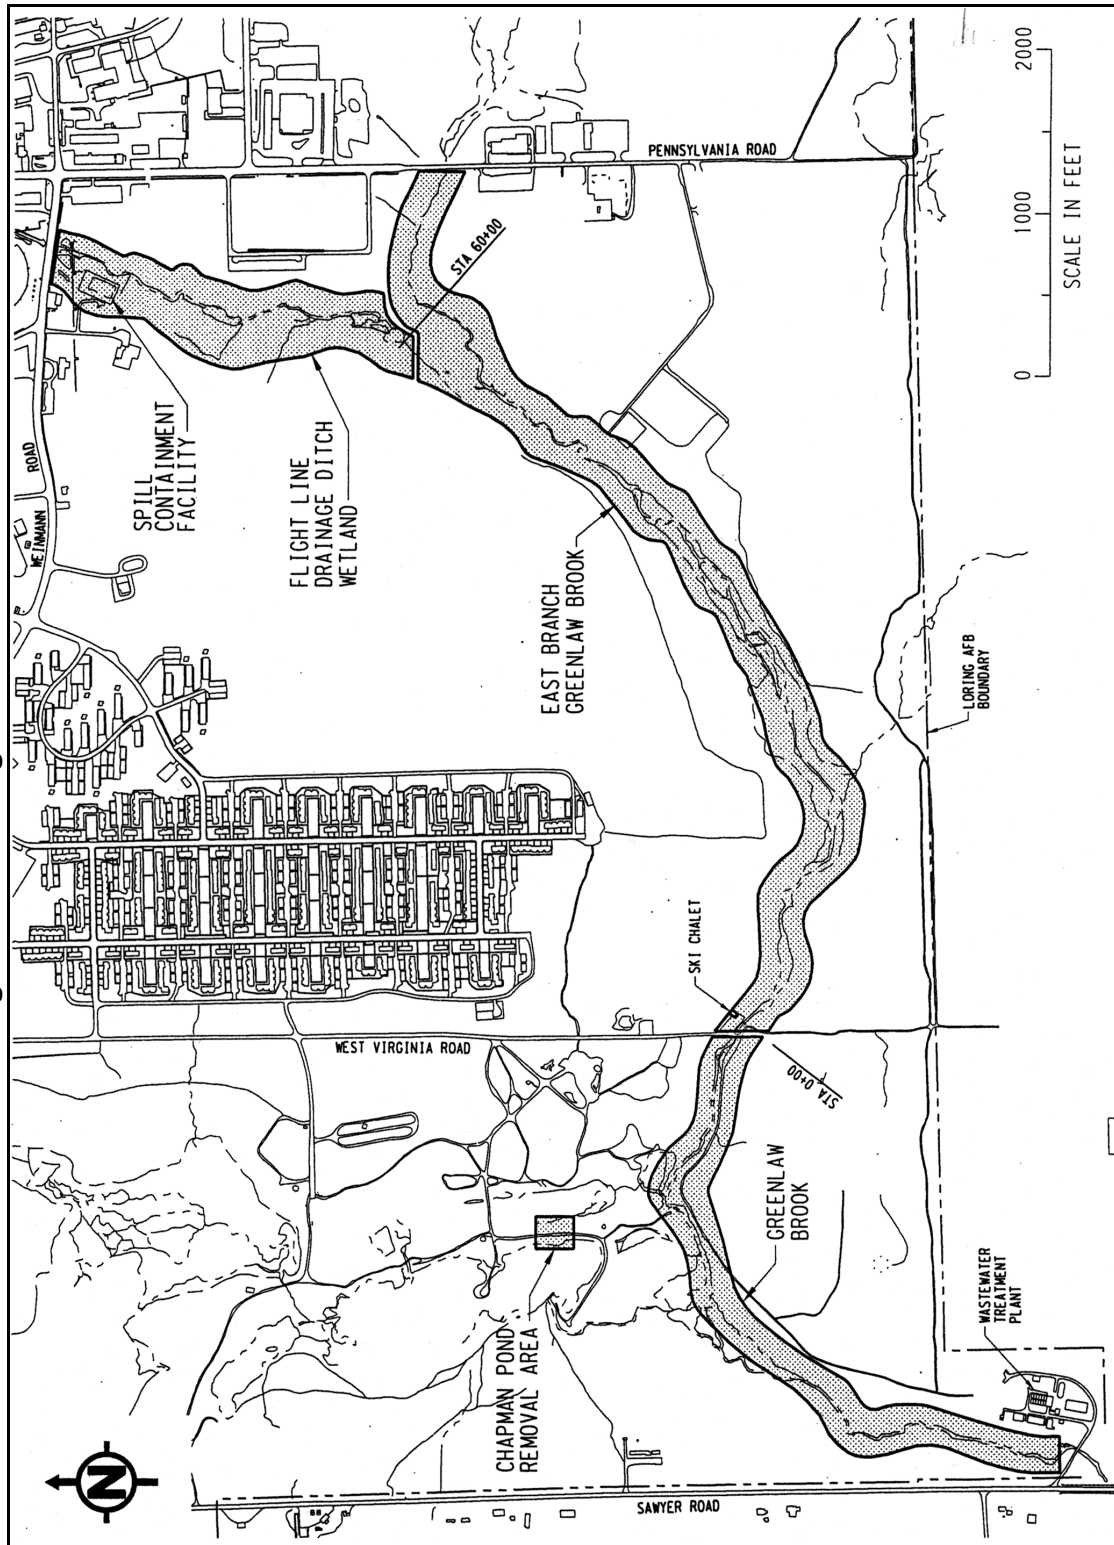 PENNSYLVANIA ROAD
2000
1000
0
SCALE IN FEET
STA 60+00
SPILL
CONTAINMENT
FACILITY
WEINMANN
ROAD
FLIGHT LINE
DRAINAGE DITCH
WETLAND
EAST BRANCH
GREENLAW BROOK
LORING AFB
BOUNDARY
SKI CHALET
WEST VIRGINIA ROAD
STA 0+00
GREENLAW
BROOK
CHAPMAN POND
REMOVAL AREA
WASTEWATER
TREATMENT
PLANT
N
SAWYER ROAD